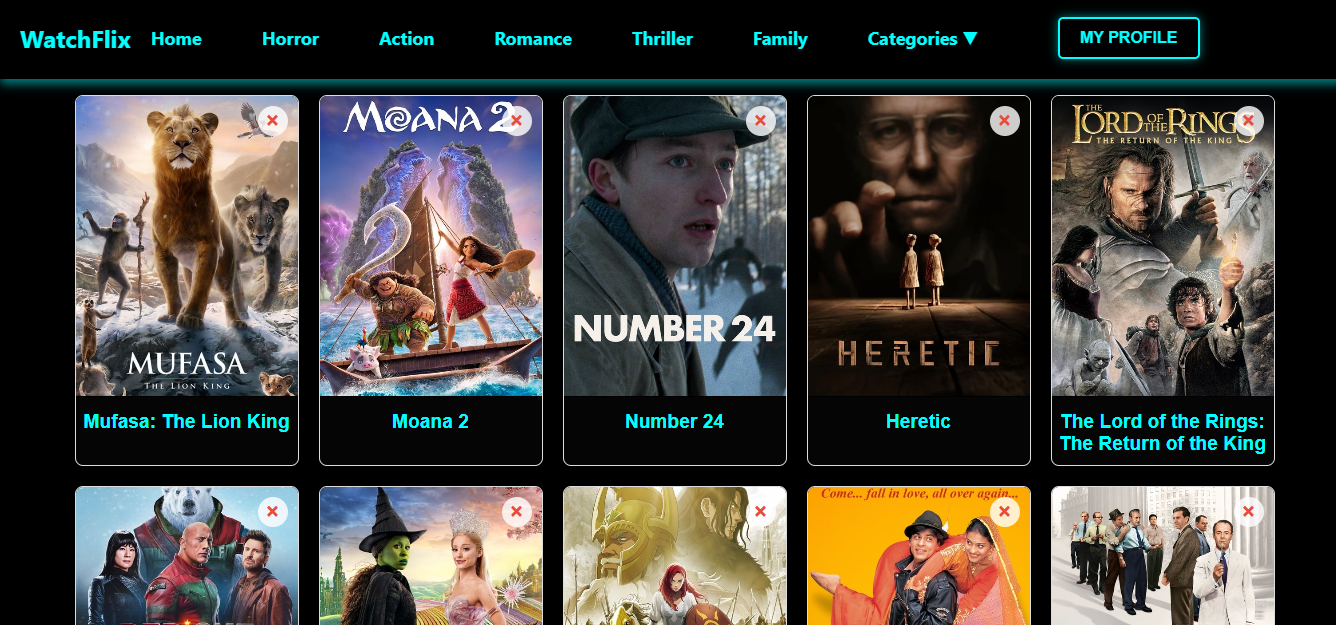 WatchFlix Home Horror Action Romance Thriller Family Categories ▼ MY PROFILE
MOANA 2
THE
LORD OF THE RINGS
THE RETURN OF THE KING
NUMBER 24
HERETIC
MUFASA
THE LION KING
Mufasa: The Lion King
Moana 2
Number 24
Heretic
The Lord of the Rings:
The Return of the King
Come... fall in love, all over again...